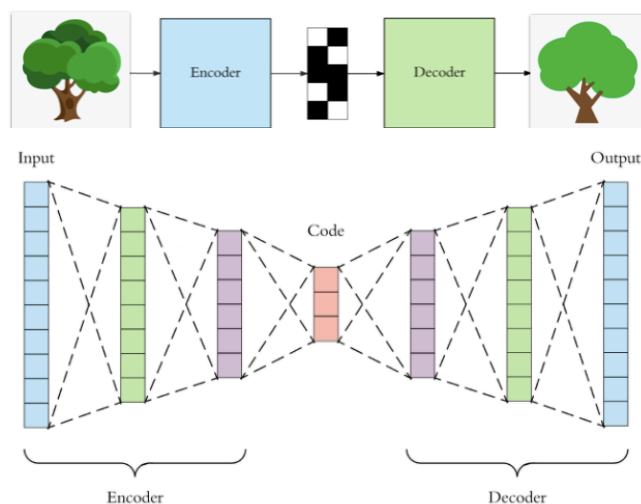 Encoder
Decoder
Input
Output
Code
Encoder
Decoder